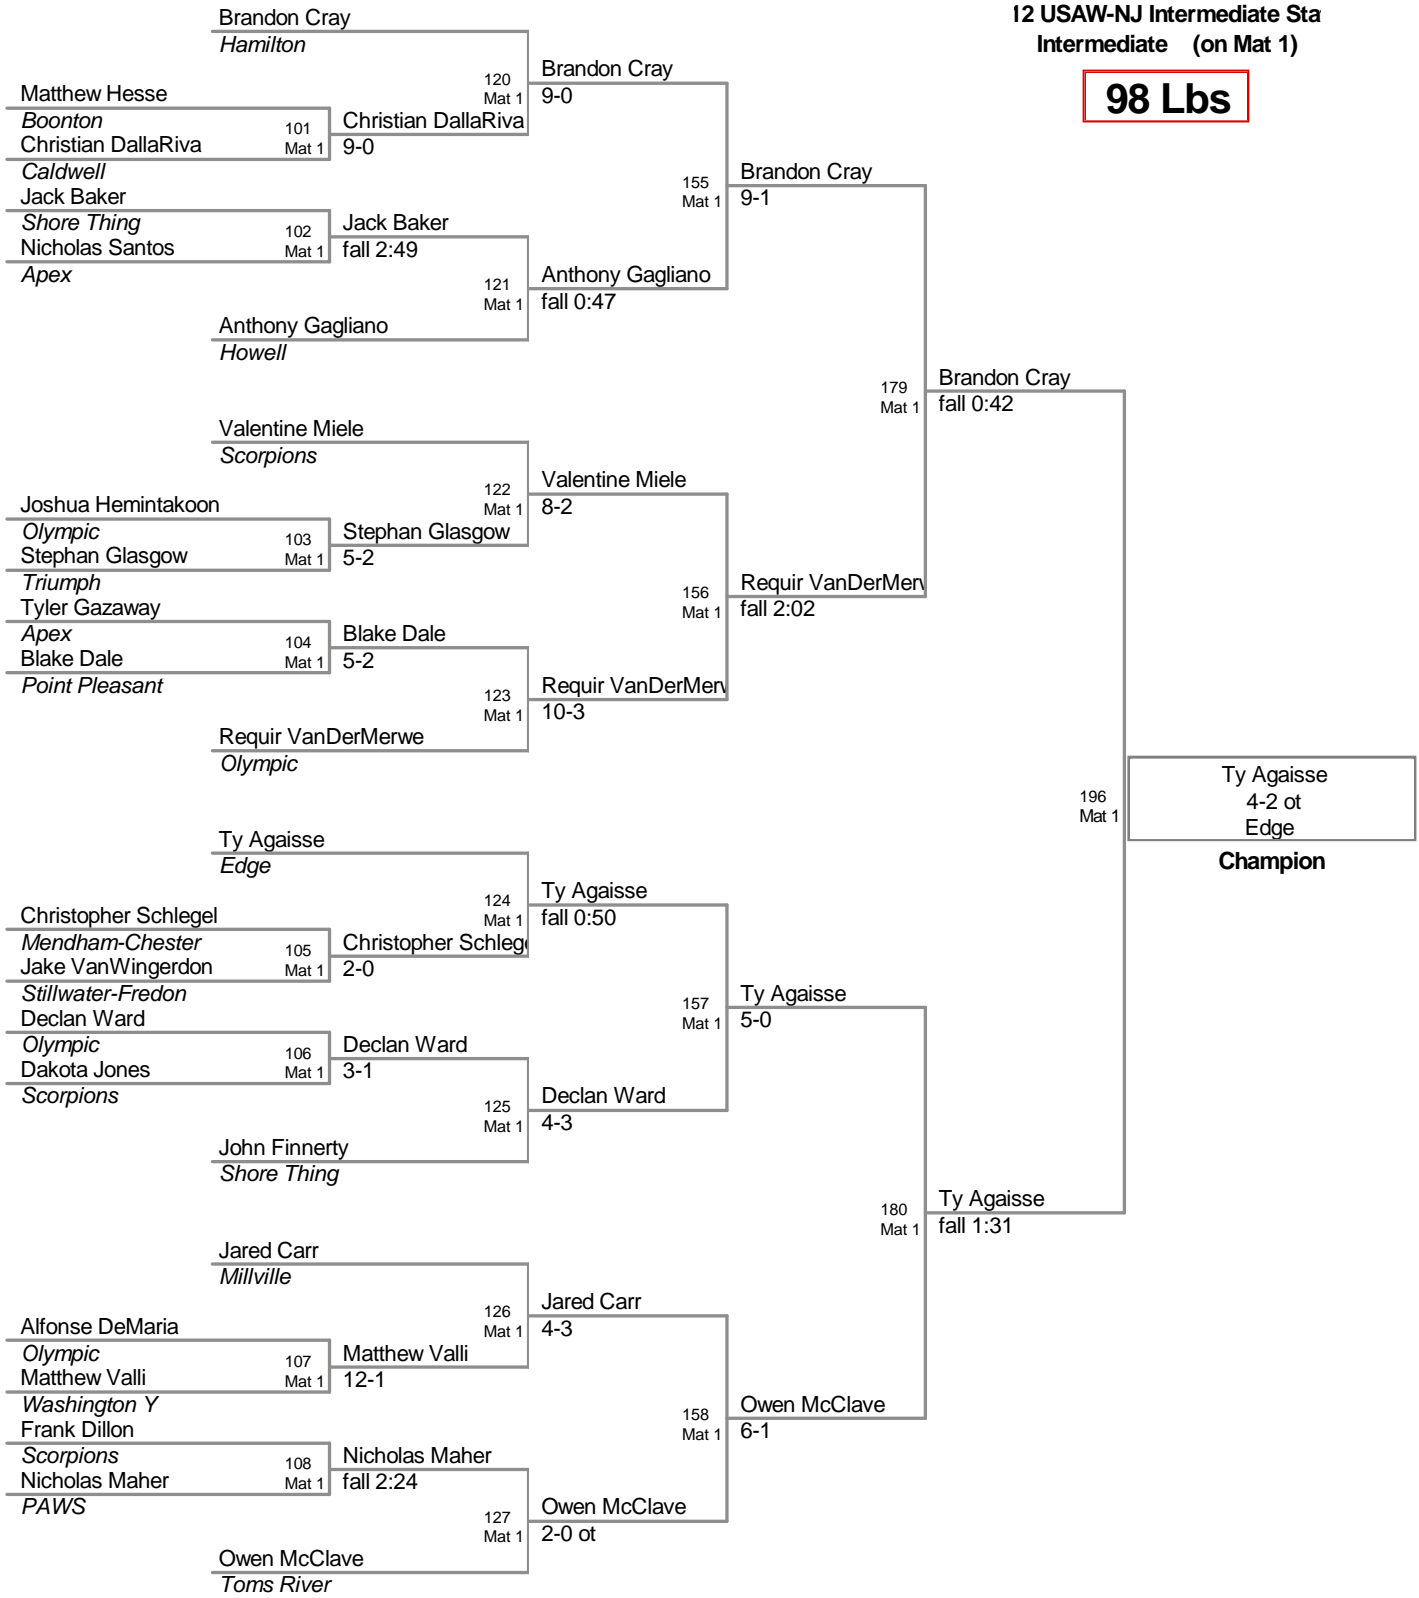 12 USAW-NJ Intermediate Sta
Intermediate (on Mat 1)
98 Lbs
Brandon Cray
Hamilton
120
Mat 1
Brandon Cray
9-0
Matthew Hesse
Boonton
101
Mat 1
Christian DallaRiva
9-0
Christian DallaRiva
Caldwell
155
Mat 1
Brandon Cray
9-1
Jack Baker
Shore Thing
102
Mat 1
Jack Baker
fall 2:49
Nicholas Santos
Apex
121
Mat 1
Anthony Gagliano
fall 0:47
Anthony Gagliano
Howell
179
Mat 1
Brandon Cray
fall 0:42
Valentine Miele
Scorpions
122
Mat 1
Valentine Miele
8-2
Joshua Hemintakoon
Olympic
103
Mat 1
Stephan Glasgow
5-2
Stephan Glasgow
Triumph
156
Mat 1
Requir VanDerMerw
fall 2:02
Tyler Gazaway
Apex
104
Mat 1
Blake Dale
5-2
Blake Dale
Point Pleasant
123
Mat 1
Requir VanDerMerw
10-3
Requir VanDerMerwe
Olympic
196
Mat 1
Ty Agaisse
4-2 ot
Edge
Champion
Ty Agaisse
Edge
124
Mat 1
Ty Agaisse
fall 0:50
Christopher Schlegel
Mendham-Chester
105
Mat 1
Christopher Schlege
2-0
Jake VanWingerdon
Stillwater-Fredon
157
Mat 1
Ty Agaisse
5-0
Declan Ward
Olympic
106
Mat 1
Declan Ward
3-1
Dakota Jones
Scorpions
125
Mat 1
Declan Ward
4-3
John Finnerty
Shore Thing
180
Mat 1
Ty Agaisse
fall 1:31
Jared Carr
Millville
126
Mat 1
Jared Carr
4-3
Alfonse DeMaria
Olympic
107
Mat 1
Matthew Valli
12-1
Matthew Valli
Washington Y
158
Mat 1
Owen McClave
6-1
Frank Dillon
Scorpions
108
Mat 1
Nicholas Maher
fall 2:24
Nicholas Maher
PAWS
127
Mat 1
Owen McClave
2-0 ot
Owen McClave
Toms River